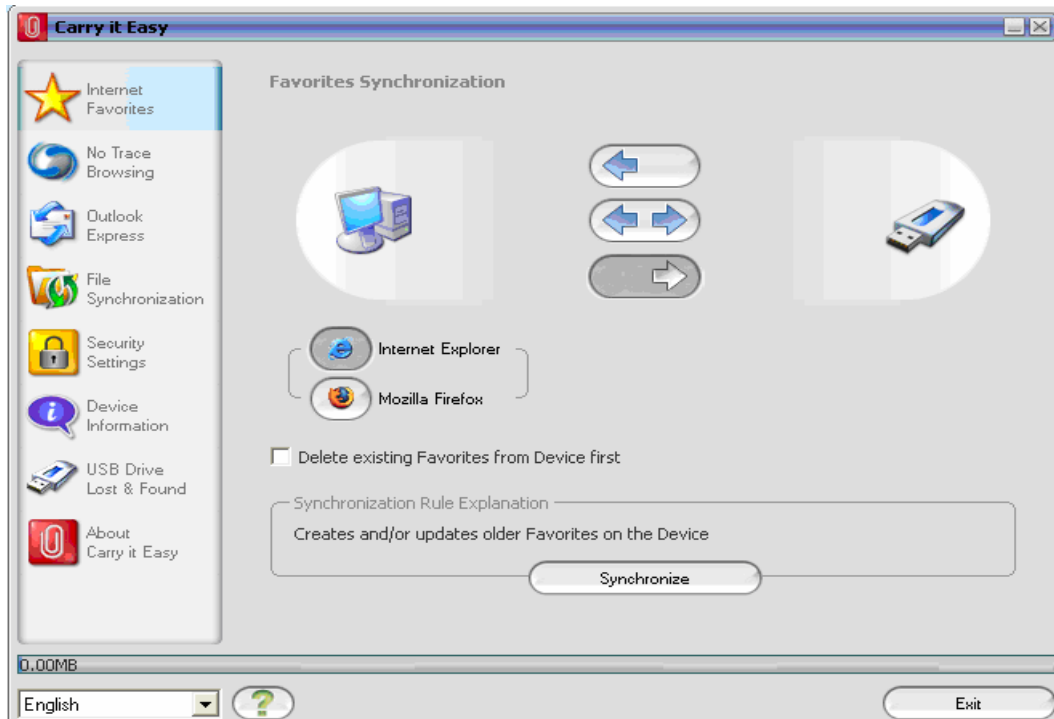 Carry it Easy
Internet
Favorites
No Trace
Browsing
Outlook
Express
File
Synchronization
Security
Settings
Device
Information
USB Drive
Lost & Found
About
Carry it Easy
Favorites Synchronization
Internet Explorer
Mozilla Firefox
Delete existing Favorites from Device first
Synchronization Rule Explanation
Creates and/or updates older Favorites on the Device
Synchronize
0.00MB
English
?
Exit